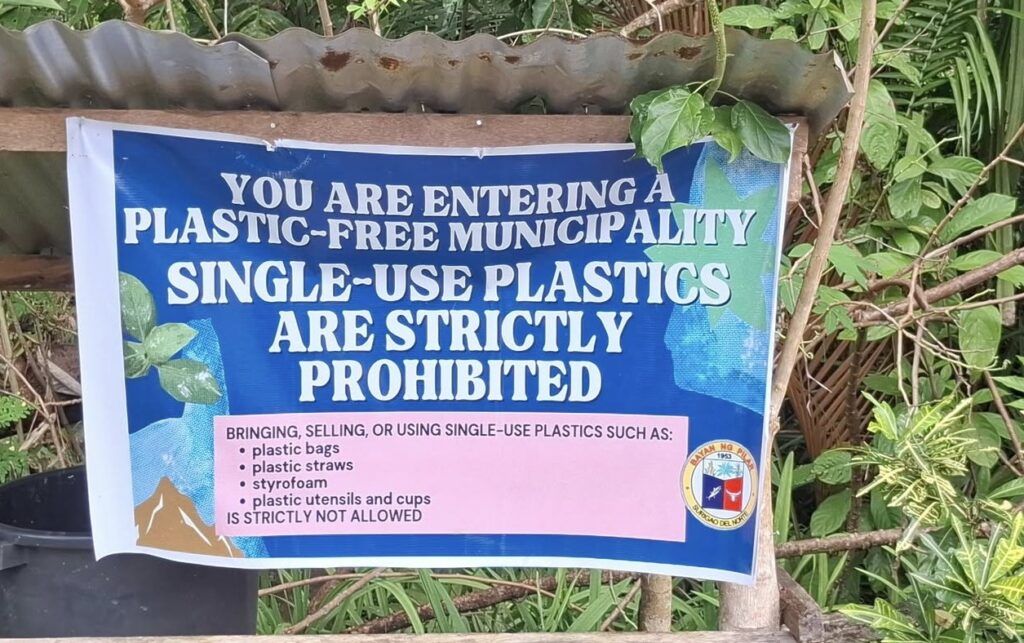 YOU ARE ENTERING A
PLASTIC-FREE MUNICIPALITY
SINGLE-USE PLASTICS
ARE STRICTLY
PROHIBITED
BRINGING, SELLING, OR USING SINGLE-USE PLASTICS SUCH AS:
• plastic bags
• plastic straws
• styrofoam
• plastic utensils and cups
IS STRICTLY NOT ALLOWED
BAYAN NG PILAR
1953
SURIGAO DEL NORTE